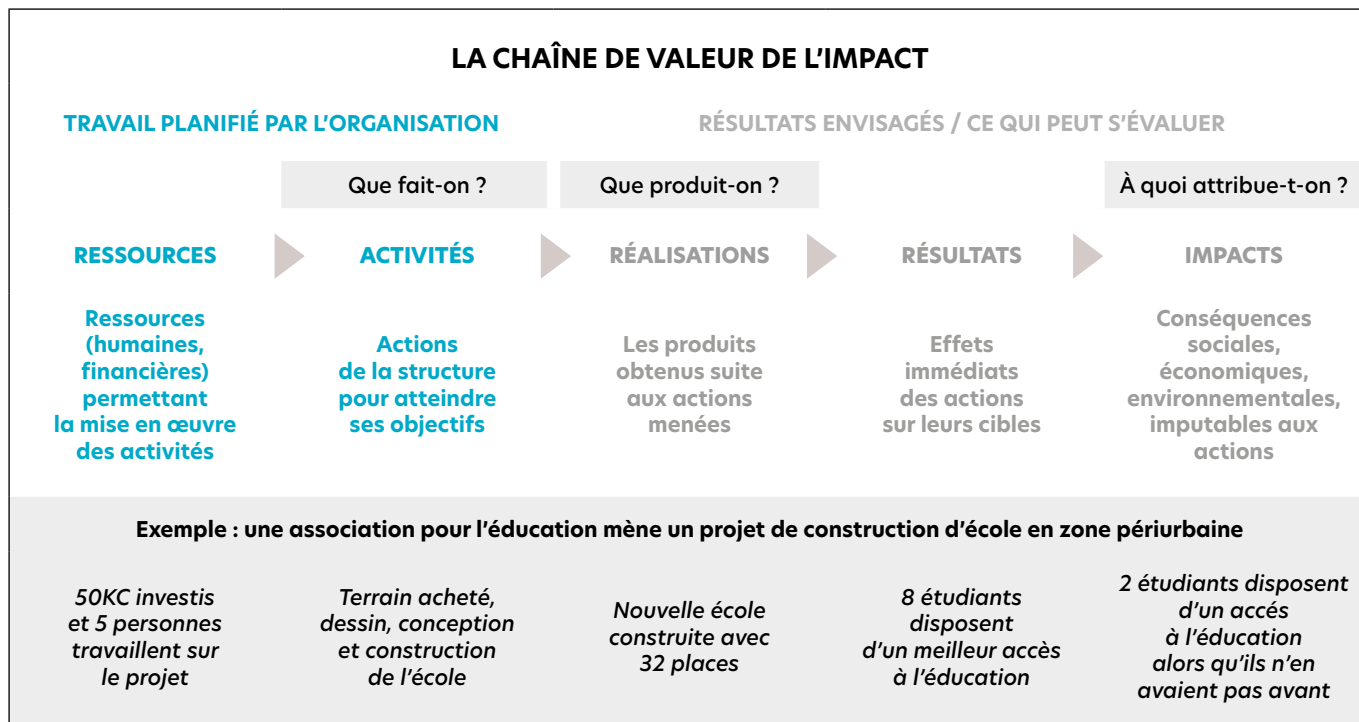 LA CHAÎNE DE VALEUR DE L'IMPACT
TRAVAIL PLANIFIÉ PAR L'ORGANISATION
RÉSULTATS ENVISAGÉS / CE QUI PEUT S'ÉVALUER
Que fait-on ?
Que produit-on ?
À quoi attribue-t-on ?
RESSOURCES
ACTIVITÉS
RÉALISATIONS
RÉSULTATS
IMPACTS
Ressources
(humaines,
financières)
permettant
la mise en œuvre
des activités
Actions
de la structure
pour atteindre
ses objectifs
Les produits
obtenus suite
aux actions
menées
Effets
immédiats
des actions
sur leurs cibles
Conséquences
sociales,
économiques,
environnementales,
imputables aux
actions
Exemple : une association pour l'éducation mène un projet de construction d'école en zone périurbaine
50KC investis
et 5 personnes
travaillent sur
le projet
Terrain acheté,
dessin, conception
et construction
de l'école
Nouvelle école
construite avec
32 places
8 étudiants
disposent
d'un meilleur accès
à l'éducation
2 étudiants disposent
d'un accés
à l'éducation
alors qu'ils n'en
avaient pas avant